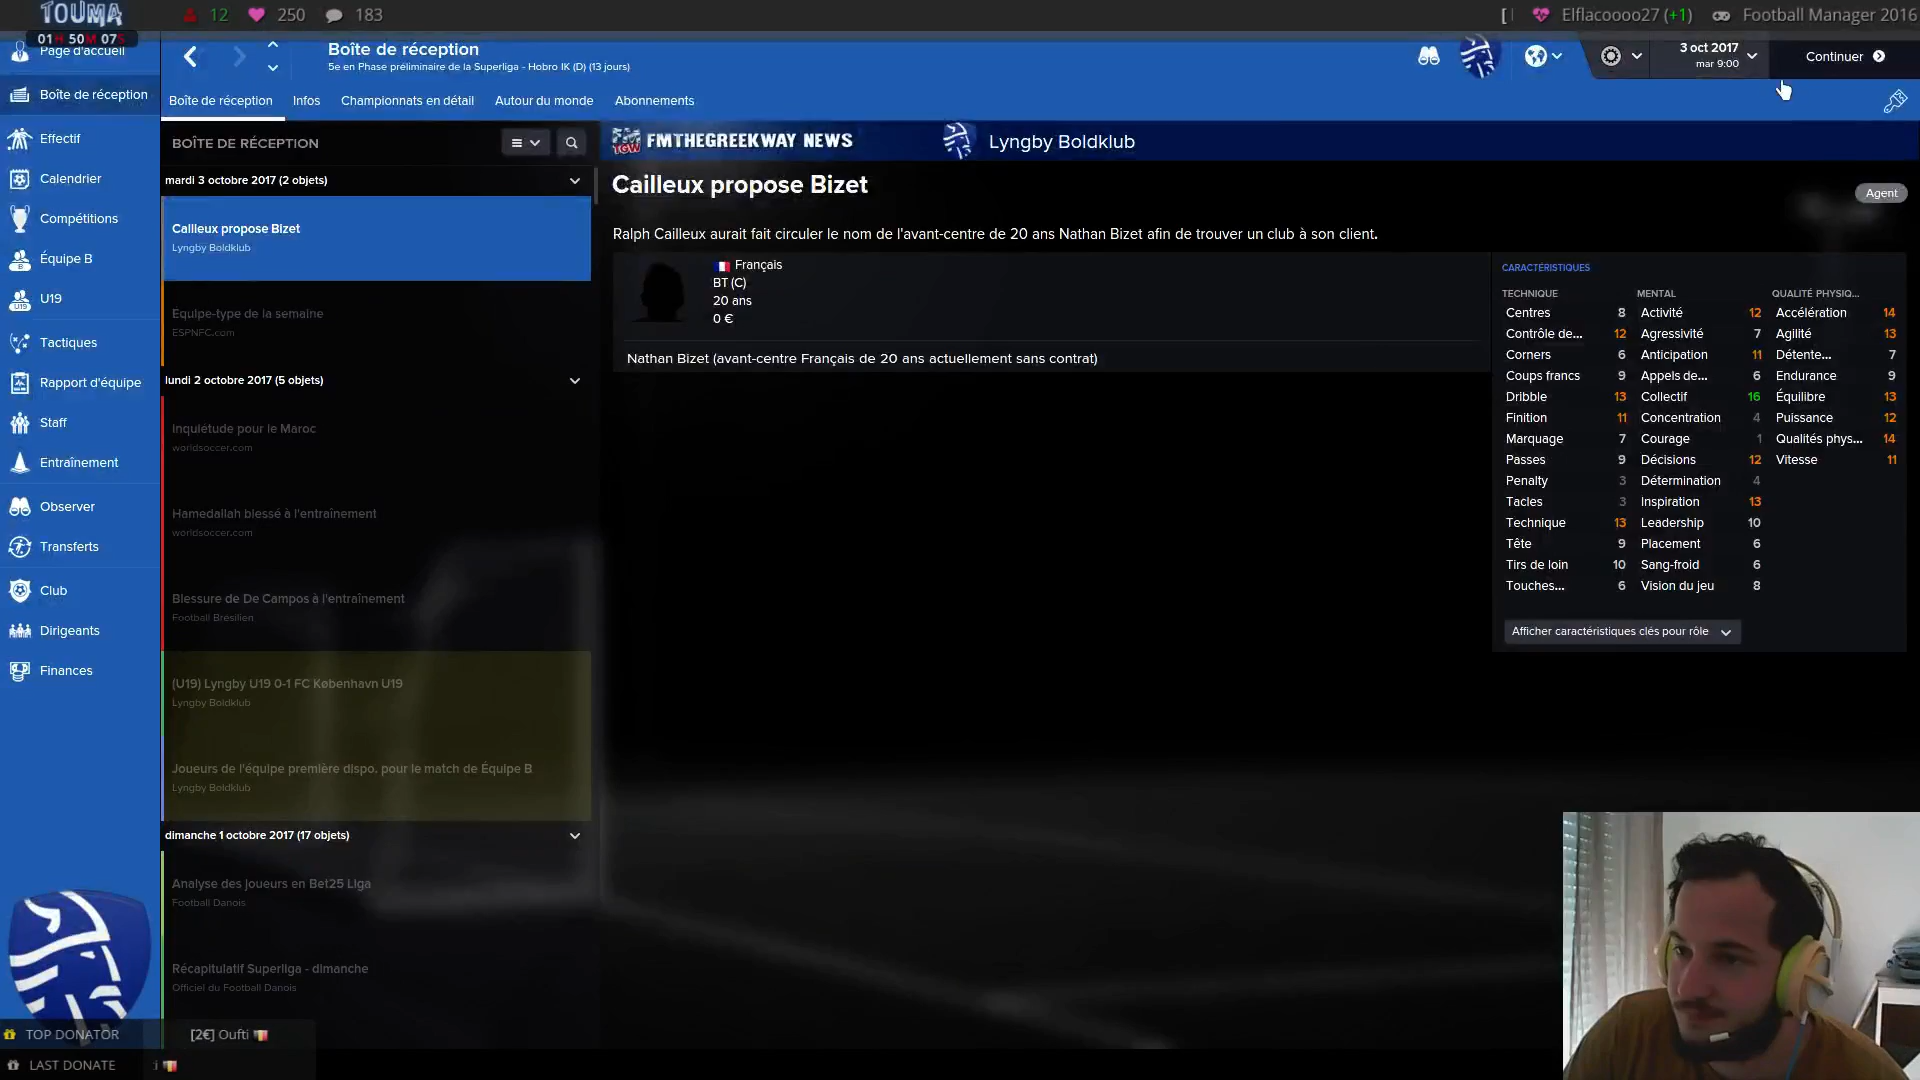 TOUMA
12 250 183
Elflacoooo27 (+1) Football Manager 2016
01H 50M 07S
Page d'accueil
Boîte de réception
Effectif
Calendrier
Compétitions
Équipe B
U19
U19
Tactiques
Rapport d'équipe
Staff
Entraînement
Observer
Transferts
Club
Dirigeants
Finances
Boîte de réception
5e en Phase préliminaire de la Superliga - Hobro IK (D) (13 jours)
3 oct 2017
mar 9:00
Continuer
Boîte de réception Infos Championnats en détail Autour du monde Abonnements
BOÎTE DE RÉCEPTION
mardi 3 octobre 2017 (2 objets)
Cailleux propose Bizet
Lyngby Boldklub
Equipe-type de la semaine
ESPNFC.com
lundi 2 octobre 2017 (5 objets)
Inquiétude pour le Maroc
worldsoccer.com
Hamedallah blessé à l'entraînement
worldsoccer.com
Blessure de De Campos à l'entraînement
Football Brésilien
(U19) Lyngby U19 0-1 FC København U19
Lyngby Boldklub
Joueurs de l'équipe première dispo. pour le match de Équipe B
Lyngby Boldklub
dimanche 1 octobre 2017 (17 objets)
Analyse des joueurs en Bet25 Liga
Football Danois
Récapitulatif Superliga - dimanche
Officiel du Football Danois
FM TGW FMTHEGREEKWAY NEWS Lyngby Boldklub
Cailleux propose Bizet
Agent
Ralph Cailleux aurait fait circuler le nom de l'avant-centre de 20 ans Nathan Bizet afin de trouver un club à son client.
Français
BT (C)
20 ans
0 €
Nathan Bizet (avant-centre Français de 20 ans actuellement sans contrat)
CARACTÉRISTIQUES
TECHNIQUE MENTAL QUALITÉ PHYSIQ...
Centres 8 Activité 12 Accélération 14
Contrôle de... 12 Agressivité 7 Agilité 13
Corners 6 Anticipation 11 Détente... 7
Coups francs 9 Appels de... 6 Endurance 9
Dribble 13 Collectif 16 Équilibre 13
Finition 11 Concentration 4 Puissance 12
Marquage 7 Courage 1 Qualités phys... 14
Passes 9 Décisions 12 Vitesse 11
Penalty 3 Détermination 4
Tacles 3 Inspiration 13
Technique 13 Leadership 10
Tête 9 Placement 6
Tirs de loin 10 Sang-froid 6
Touches... 6 Vision du jeu 8
Afficher caractéristiques clés pour rôle
TOP DONATOR [2€] Oufti
LAST DONATE